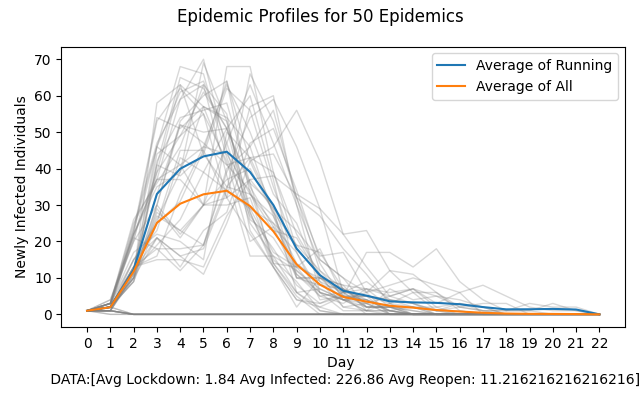 Epidemic Profiles for 50 Epidemics
Average of Running
Average of All
Newly Infected Individuals
70
60
50
40
30
20
10
0
0 1 2 3 4 5 6 7 8 9 10 11 12 13 14 15 16 17 18 19 20 21 22
Day
DATA:[Avg Lockdown: 1.84 Avg Infected: 226.86 Avg Reopen: 11.216216216216216]